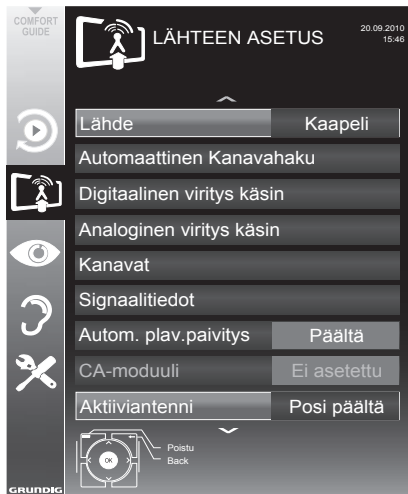 COMFORT
GUIDE
LÄHTEEN ASETUS
20.09.2010
15:46
Lähde Kaapeli
Automaattinen Kanavahaku
Digitaalinen viritys käsin
Analoginen viritys käsin
Kanavat
Signaalitiedot
Autom. plav.paivitys Päältä
CA-moduuli Ei asetettu
Aktiiviantenni Posi päältä
OK
Poistu
Back
GRUNDIG